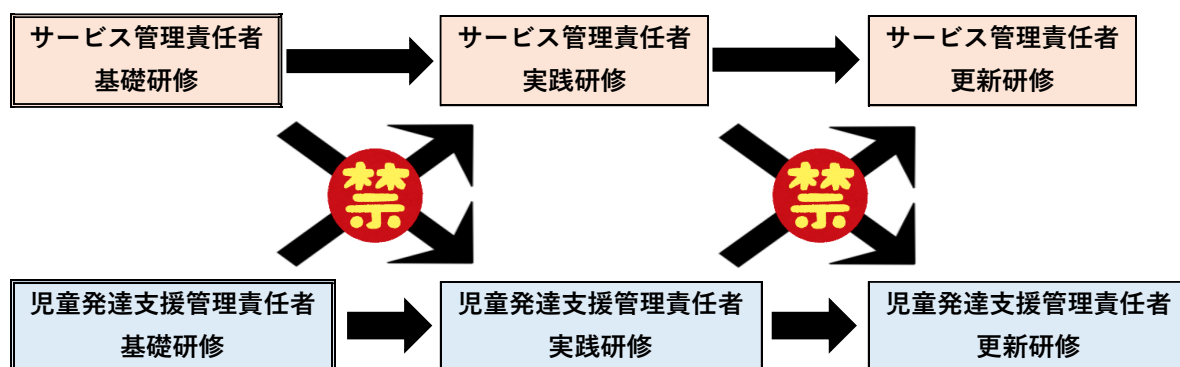 サービス管理責任者
基礎研修
サービス管理責任者
実践研修
サービス管理責任者
更新研修
禁
禁
児童発達支援管理責任者
基礎研修
児童発達支援管理責任者
実践研修
児童発達支援管理責任者
更新研修